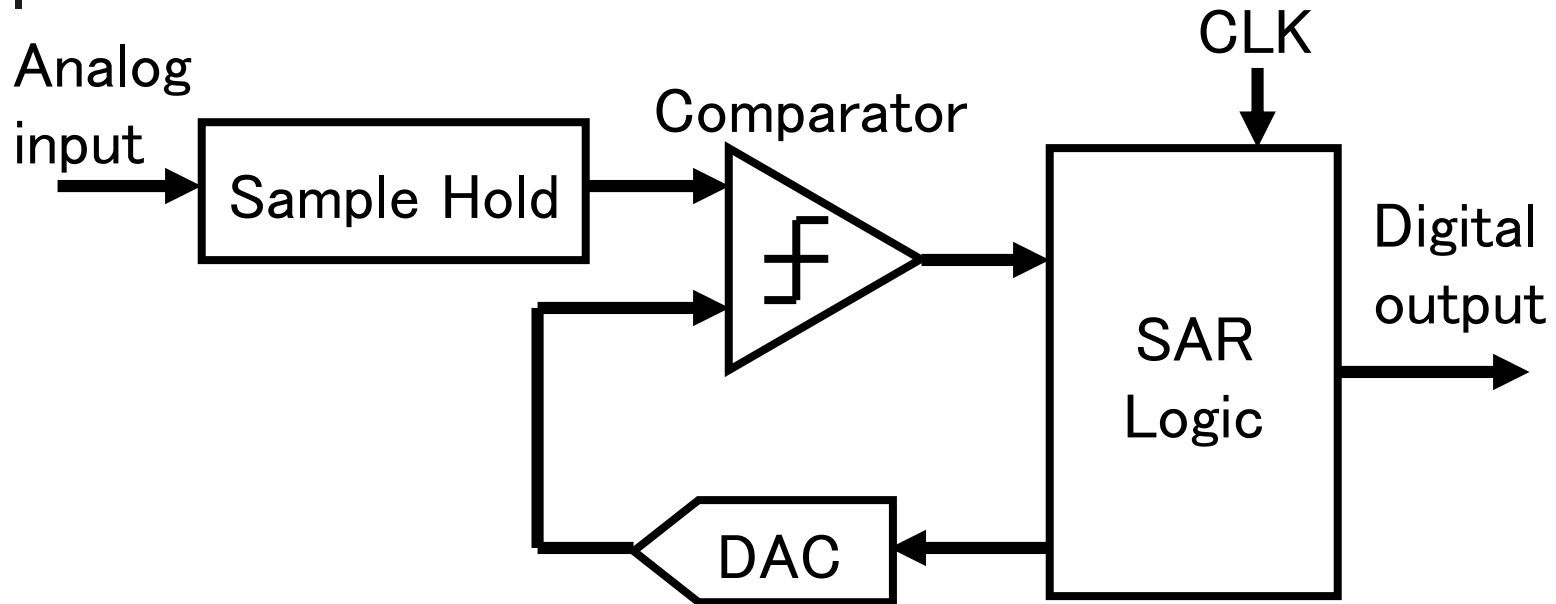 CLK
Analog
input
Comparator
Sample Hold
Digital
output
SAR
Logic
DAC